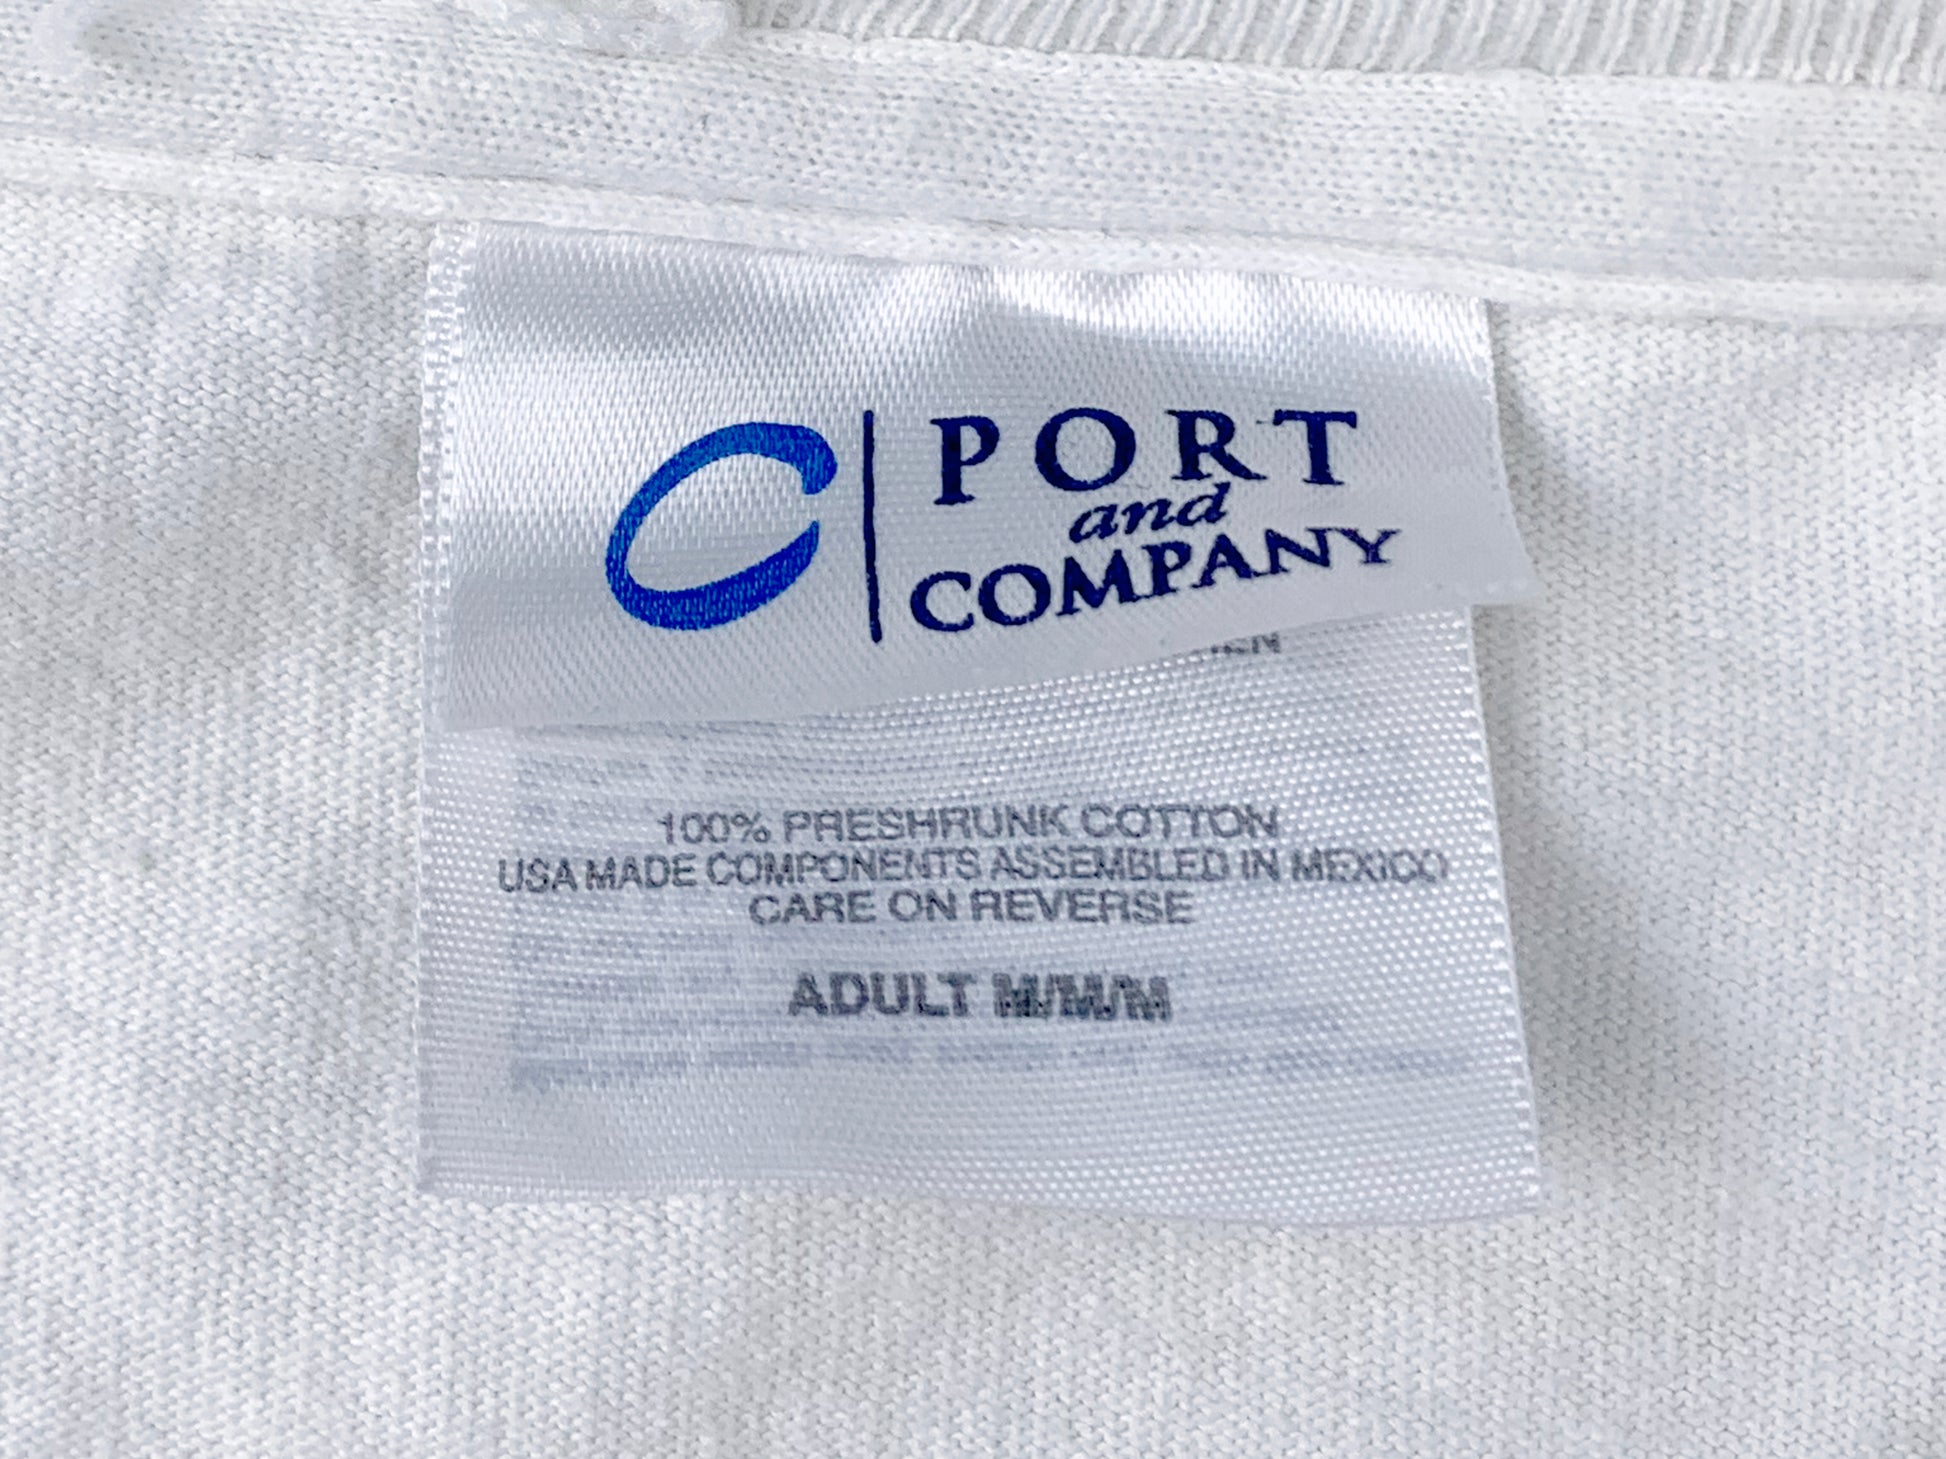 PORT
and
COMPANY
100% PRESHRUNK COTTON
USA MADE COMPONENTS ASSEMBLED IN MEXICO
CARE ON REVERSE
ADULT M/M/M